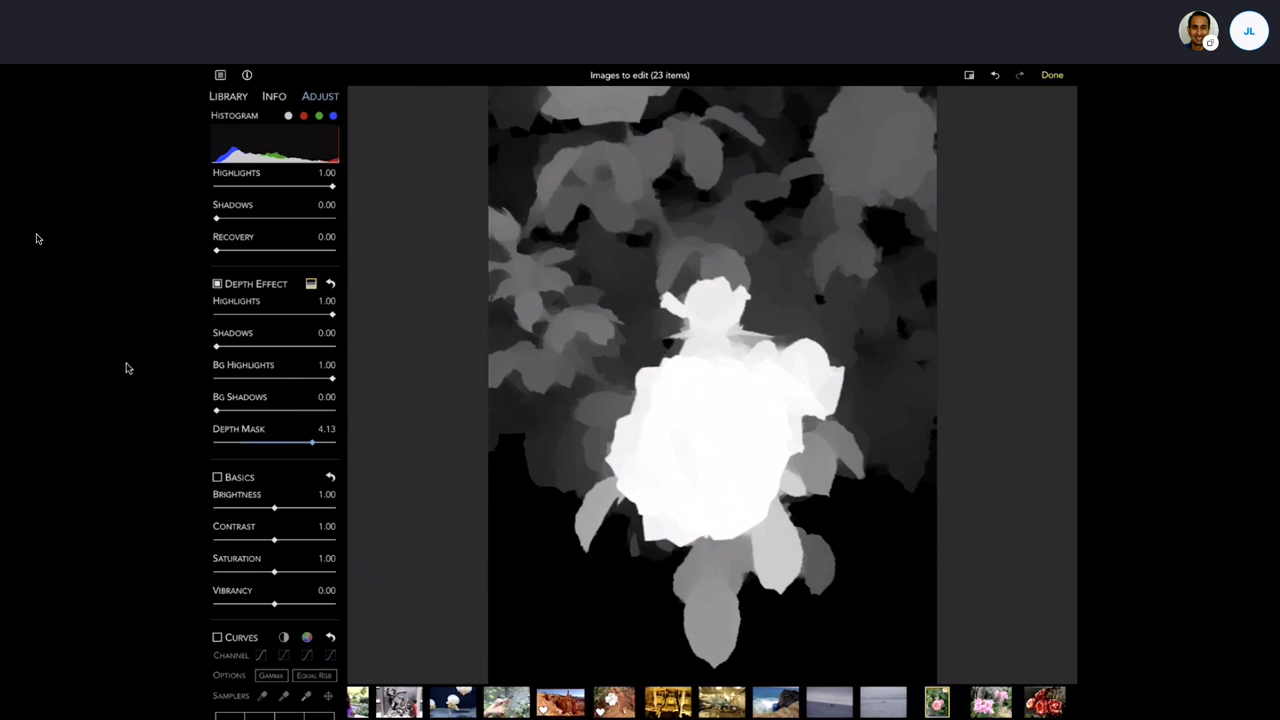 JL
Images to edit (23 items)
Done
LIBRARY INFO ADJUST
HISTOGRAM
HIGHLIGHTS 1.00
SHADOWS 0.00
RECOVERY 0.00
DEPTH EFFECT
HIGHLIGHTS 1.00
SHADOWS 0.00
BG HIGHLIGHTS 1.00
BG SHADOWS 0.00
DEPTH MASK 4.13
BASICS
BRIGHTNESS 1.00
CONTRAST 1.00
SATURATION 1.00
VIBRANCY 0.00
CURVES
CHANNEL
OPTIONS GAMMA EQUAL RGB
SAMPLERS